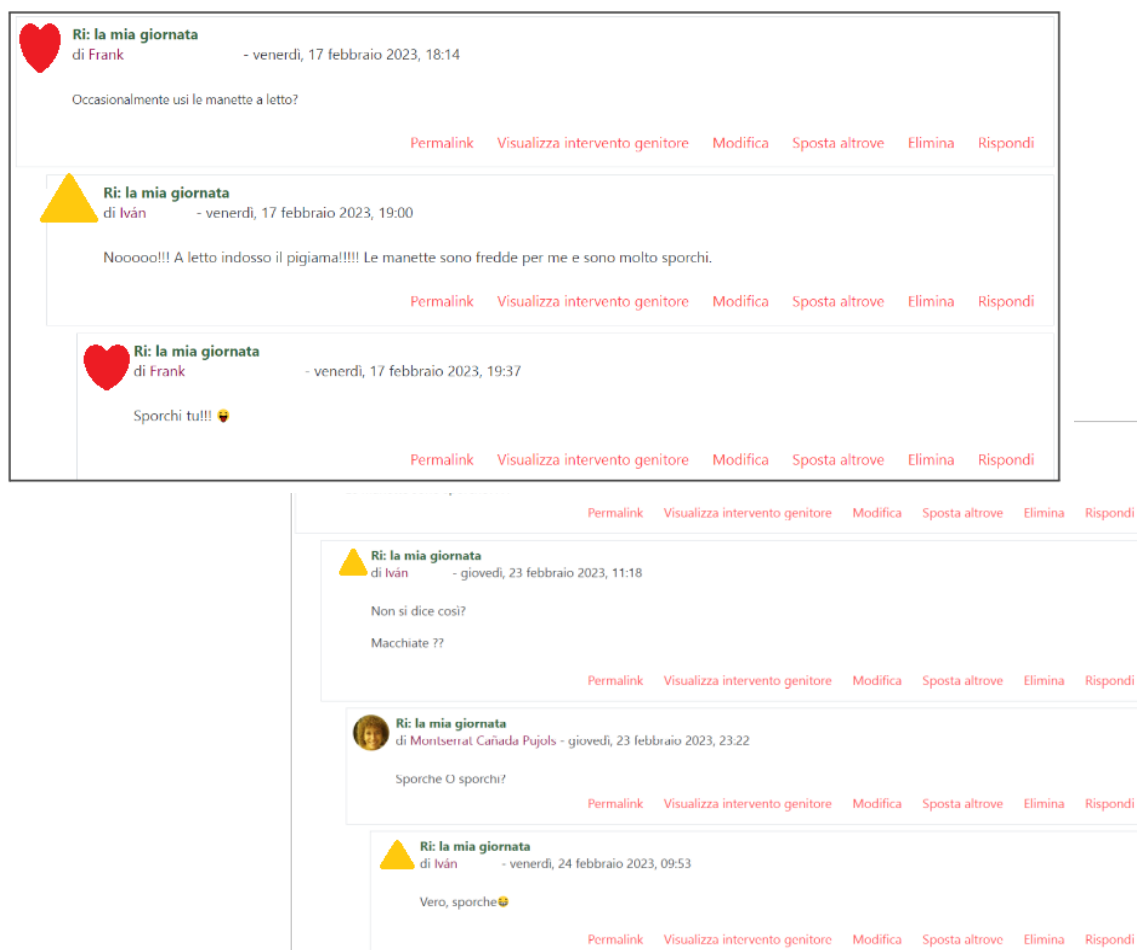 Ri: la mia giornata
di Frank - venerdì, 17 febbraio 2023, 18:14
Occasionalmente usi le manette a letto?
Permalink Visualizza intervento genitore Modifica Sposta altrove Elimina Rispondi
Ri: la mia giornata
di Iván - venerdì, 17 febbraio 2023, 19:00
Nooooo!!! A letto indosso il pigiama!!!!! Le manette sono fredde per me e sono molto sporchi.
Permalink Visualizza intervento genitore Modifica Sposta altrove Elimina Rispondi
Ri: la mia giornata
di Frank - venerdì, 17 febbraio 2023, 19:37
Sporchi tu!!! 😜
Permalink Visualizza intervento genitore Modifica Sposta altrove Elimina Rispondi
Permalink Visualizza intervento genitore Modifica Sposta altrove Elimina Rispondi
Ri: la mia giornata
di Iván - giovedì, 23 febbraio 2023, 11:18
Non si dice così?
Macchiate ??
Permalink Visualizza intervento genitore Modifica Sposta altrove Elimina Rispondi
Ri: la mia giornata
di Montserrat Cañada Pujols - giovedì, 23 febbraio 2023, 23:22
Sporche O sporchi?
Permalink Visualizza intervento genitore Modifica Sposta altrove Elimina Rispondi
Ri: la mia giornata
di Iván - venerdì, 24 febbraio 2023, 09:53
Vero, sporche😂
Permalink Visualizza intervento genitore Modifica Sposta altrove Elimina Rispondi